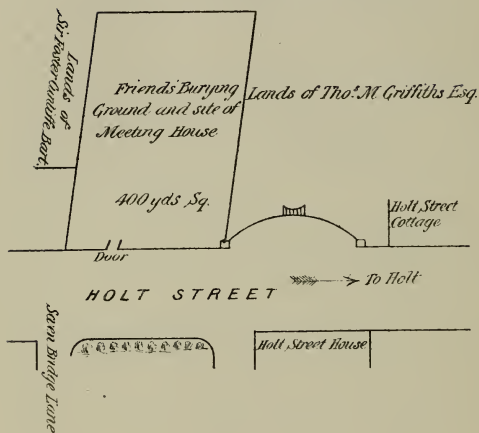 Lands of
Sir Foster Cunliffe Bart.
Friends' Burying
Ground and site of
Meeting House
400 yds Sq.
Lands of Thos. M Griffiths Esq.
Holt Street
Cottage
Door
HOLT STREET
To Holt
Sarn Bridge Lane
Holt Street House